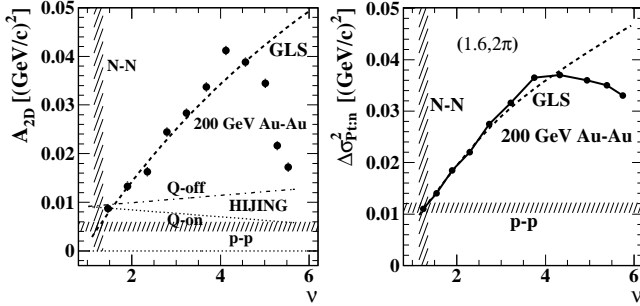 A2D [(GeV/c)2]
0.05
0.04
0.03
0.02
0.01
0
N-N
GLS
200 GeV Au-Au
Q-off
HIJING
Q-on
p-p
2
4
6
ν
Δσ2Pt:n [(GeV/c)2]
0.05
0.04
0.03
0.02
0.01
0
(1.6,2π)
N-N
GLS
200 GeV Au-Au
p-p
2
4
6
ν